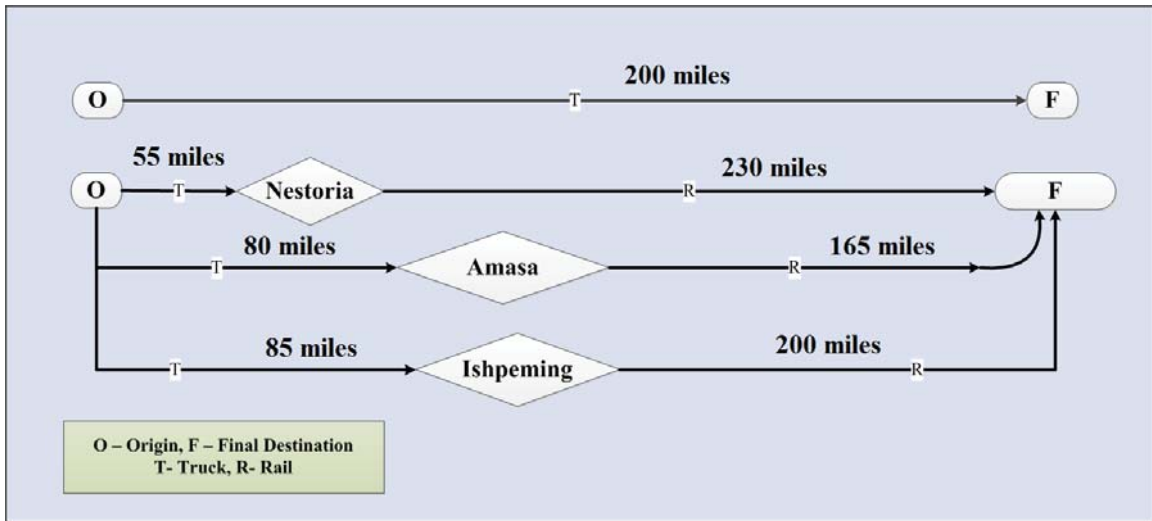 200 miles
O
T
F
55 miles
230 miles
O
T
Nestoria
R
F
80 miles
165 miles
T
Amasa
R
85 miles
200 miles
T
Ishpeming
R
O – Origin, F – Final Destination
T- Truck, R- Rail